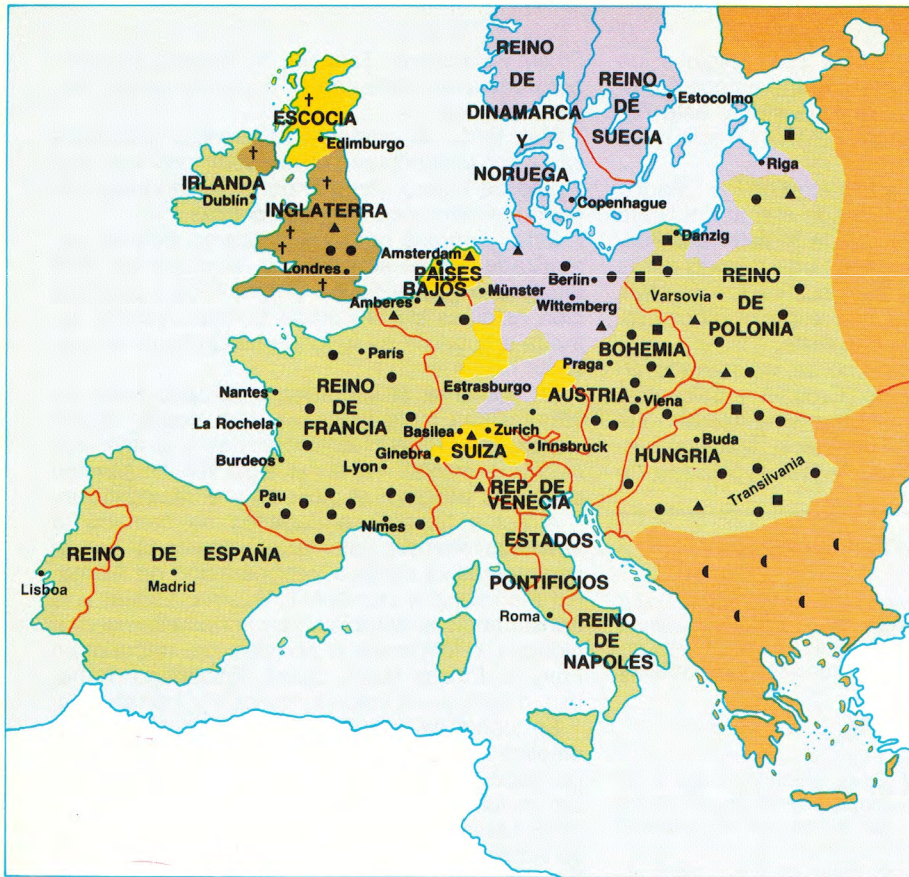 REINO
DE
DINAMARCA
Y
NORUEGA
REINO
DE
SUECIA
Estocolmo
ESCOCIA
Edimburgo
IRLANDA
Dublín
INGLATERRA
Londres
Riga
Copenhague
Danzig
Amsterdam
PAISES
BAJOS
Amberes
Münster
Berlín
Wittemberg
REINO
DE
POLONIA
Varsovia
BOHEMIA
Praga
París
Nantes
REINO
DE
FRANCIA
Estrasburgo
AUSTRIA
Viena
La Rochela
Basilea
Zurich
SUIZA
Innsbruck
Ginebra
Burdeos
Lyon
Buda
HUNGRIA
Transilvania
REP. DE
VENECIA
Pau
Nimes
ESTADOS
PONTIFICIOS
REINO DE ESPAÑA
Lisboa
Madrid
Roma
REINO
DE
NAPOLES